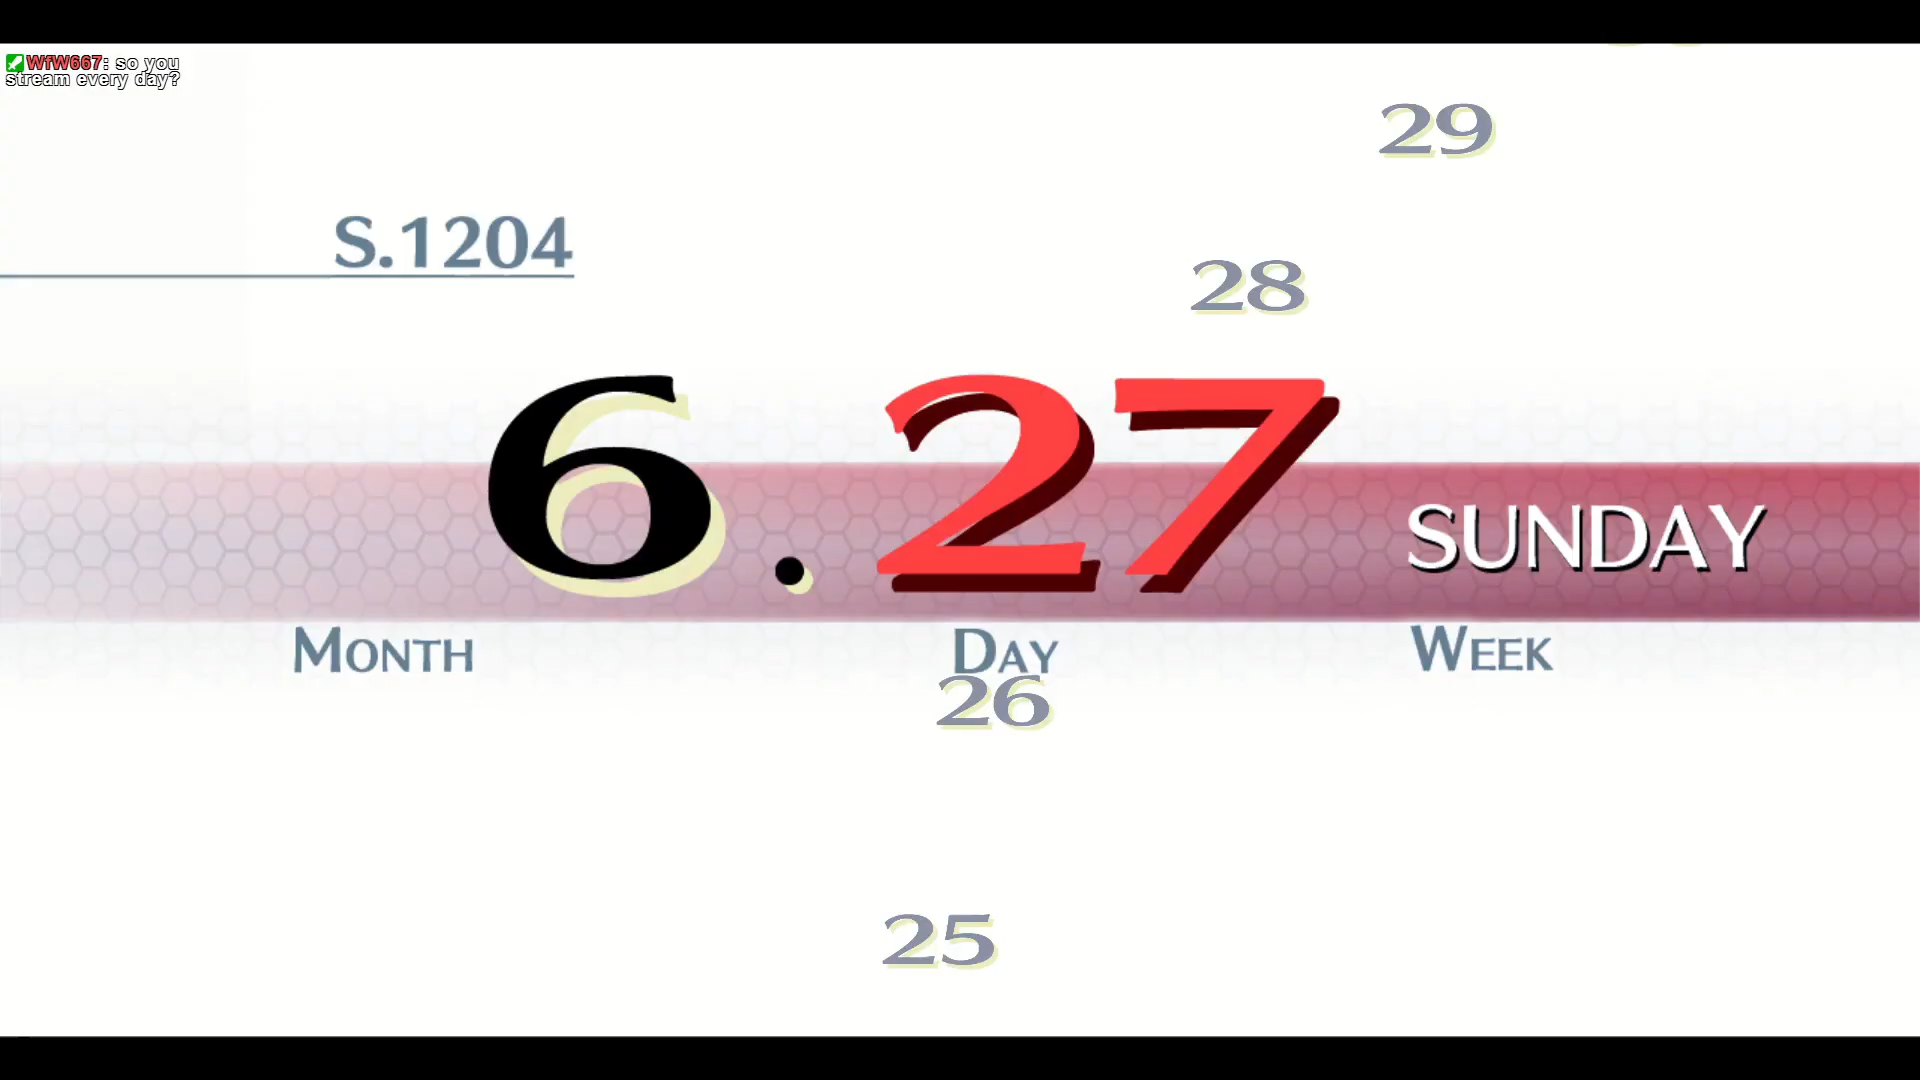 WfW667: so you
stream every day?
29
S.1204
28
6.27 SUNDAY
MONTH DAY WEEK
26
25